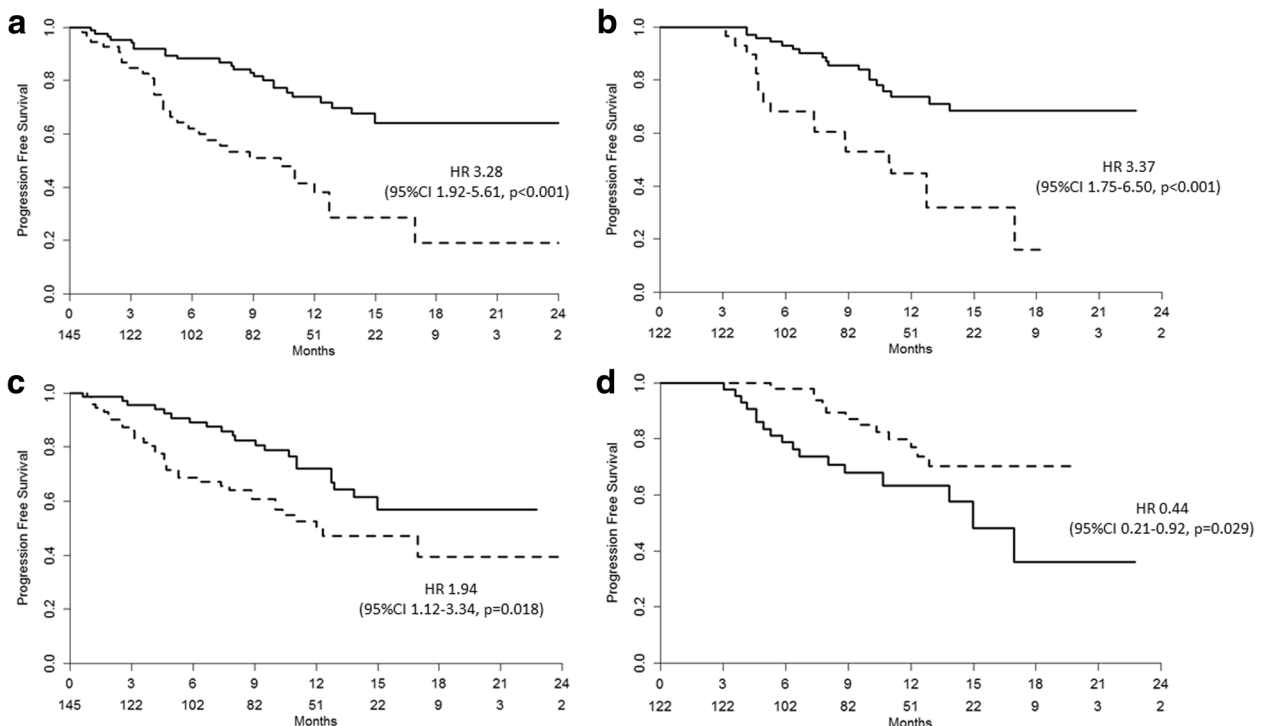 a
Progression Free Survival
1.0
0.8
0.6
0.4
0.2
0.0
HR 3.28
(95%CI 1.92-5.61, p<0.001)
0 3 6 9 12 15 18 21 24
145 122 102 82 51 22 9 3 2
Months
b
Progression Free Survival
1.0
0.8
0.6
0.4
0.2
0.0
HR 3.37
(95%CI 1.75-6.50, p<0.001)
0 3 6 9 12 15 18 21 24
122 122 102 82 51 22 9 3 2
Months
c
Progression Free Survival
1.0
0.8
0.6
0.4
0.2
0.0
HR 1.94
(95%CI 1.12-3.34, p=0.018)
0 3 6 9 12 15 18 21 24
145 122 102 82 51 22 9 3 2
Months
d
Progression Free Survival
1.0
0.8
0.6
0.4
0.2
0.0
HR 0.44
(95%CI 0.21-0.92, p=0.029)
0 3 6 9 12 15 18 21 24
122 122 102 82 51 22 9 3 2
Months